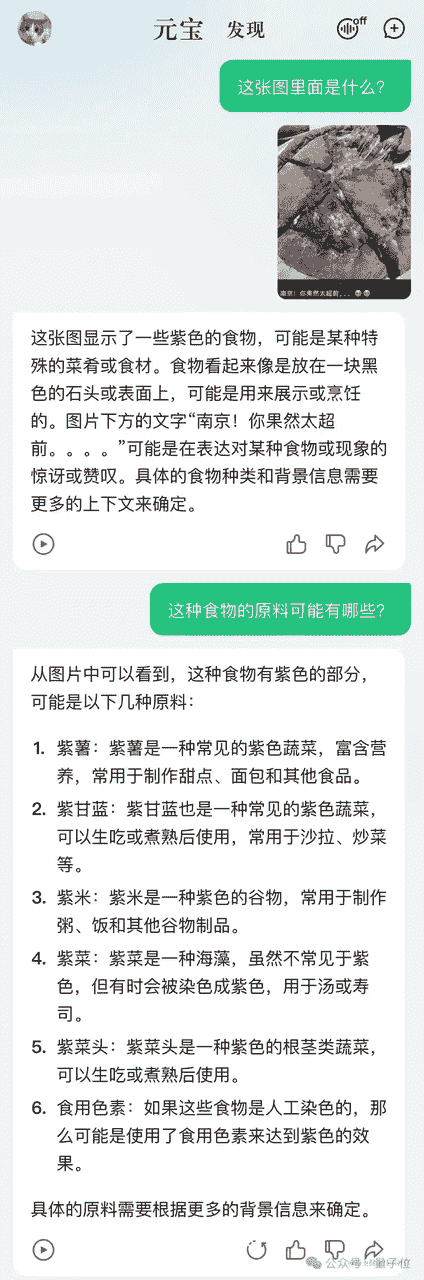 元宝 发现
off
这张图里面是什么？
南京！你果然太超前...
这张图显示了一些紫色的食物，可能是某种特
殊的菜肴或食材。食物看起来像是放在一块黑
色的石头或表面上，可能是用来展示或烹饪
的。图片下方的文字“南京！你果然太超
前。。。。”可能是在表达对某种食物或现象的
惊讶或赞叹。具体的食物种类和背景信息需要
更多的上下文来确定。
这种食物的原料可能有哪些？
从图片中可以看到，这种食物有紫色的部分，
可能是以下几种原料：
1. 紫薯：紫薯是一种常见的紫色蔬菜，富含营
养，常用于制作甜点、面包和其他食品。
2. 紫甘蓝：紫甘蓝也是一种常见的紫色蔬菜，
可以生吃或煮熟后使用，常用于沙拉、炒菜
等。
3. 紫米：紫米是一种紫色的谷物，常用于制作
粥、饭和其他谷物制品。
4. 紫菜：紫菜是一种海藻，虽然不常见于紫
色，但有时会被染色成紫色，用于汤或寿
司。
5. 紫菜头：紫菜头是一种紫色的根茎类蔬菜，
可以生吃或煮熟后使用。
6. 食用色素：如果这些食物是人工染色的，那
么可能是使用了食用色素来达到紫色的效
果。
具体的原料需要根据更多的背景信息来确定。
公众号 量子位